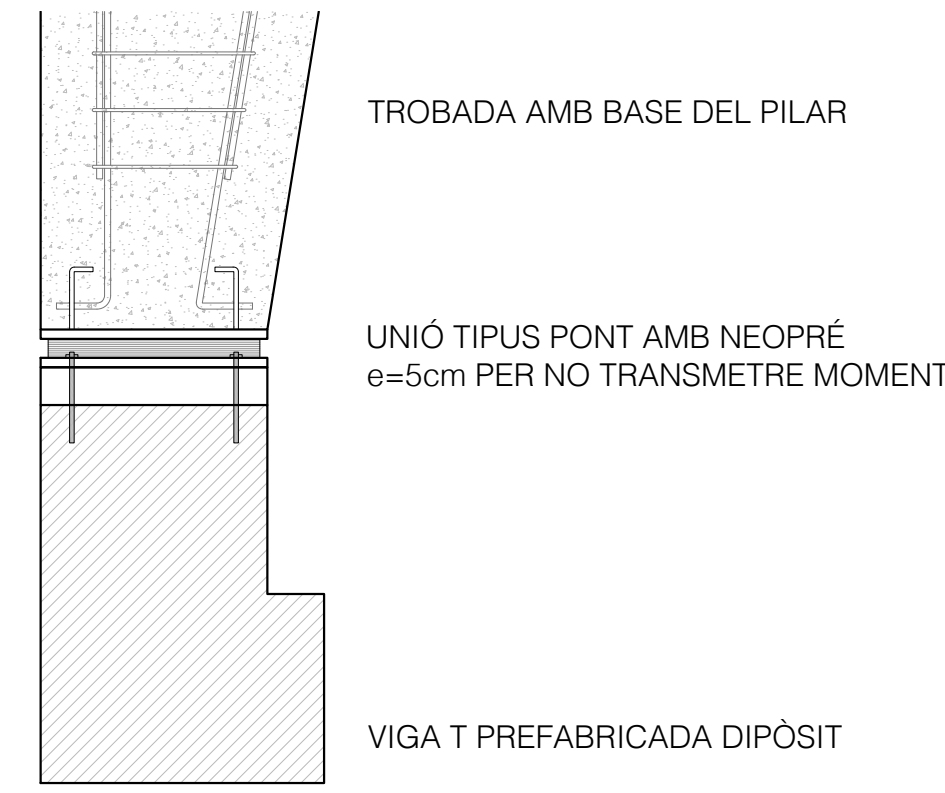 TROBADA AMB BASE DEL PILAR
UNIÓ TIPUS PONT AMB NEOPRÉ
e=5cm PER NO TRANSMETRE MOMENT
VIGA T PREFABRICADA DIPÒSIT